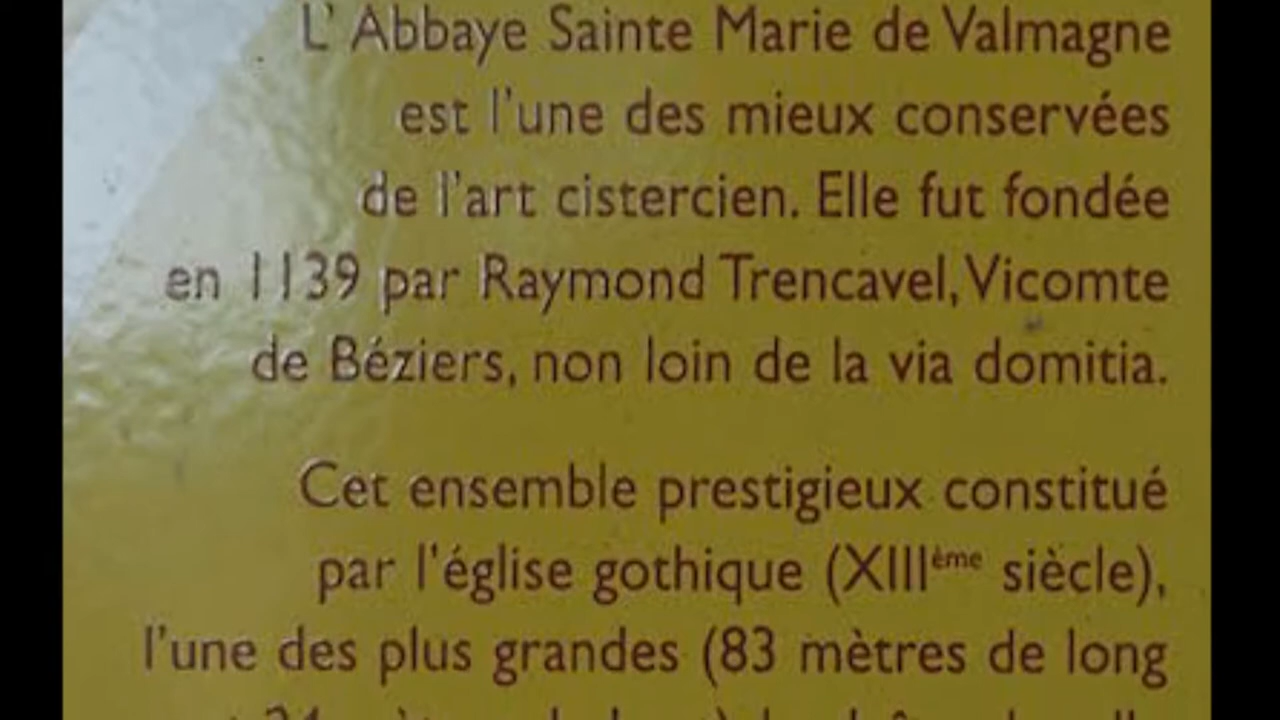 L' Abbaye Sainte Marie de Valmagne
est l'une des mieux conservées
de l'art cistercien. Elle fut fondée
en 1139 par Raymond Trencavel, Vicomte
de Béziers, non loin de la via domitia.
Cet ensemble prestigieux constitué
par l'église gothique (XIIIème siècle),
l'une des plus grandes (83 mètres de long